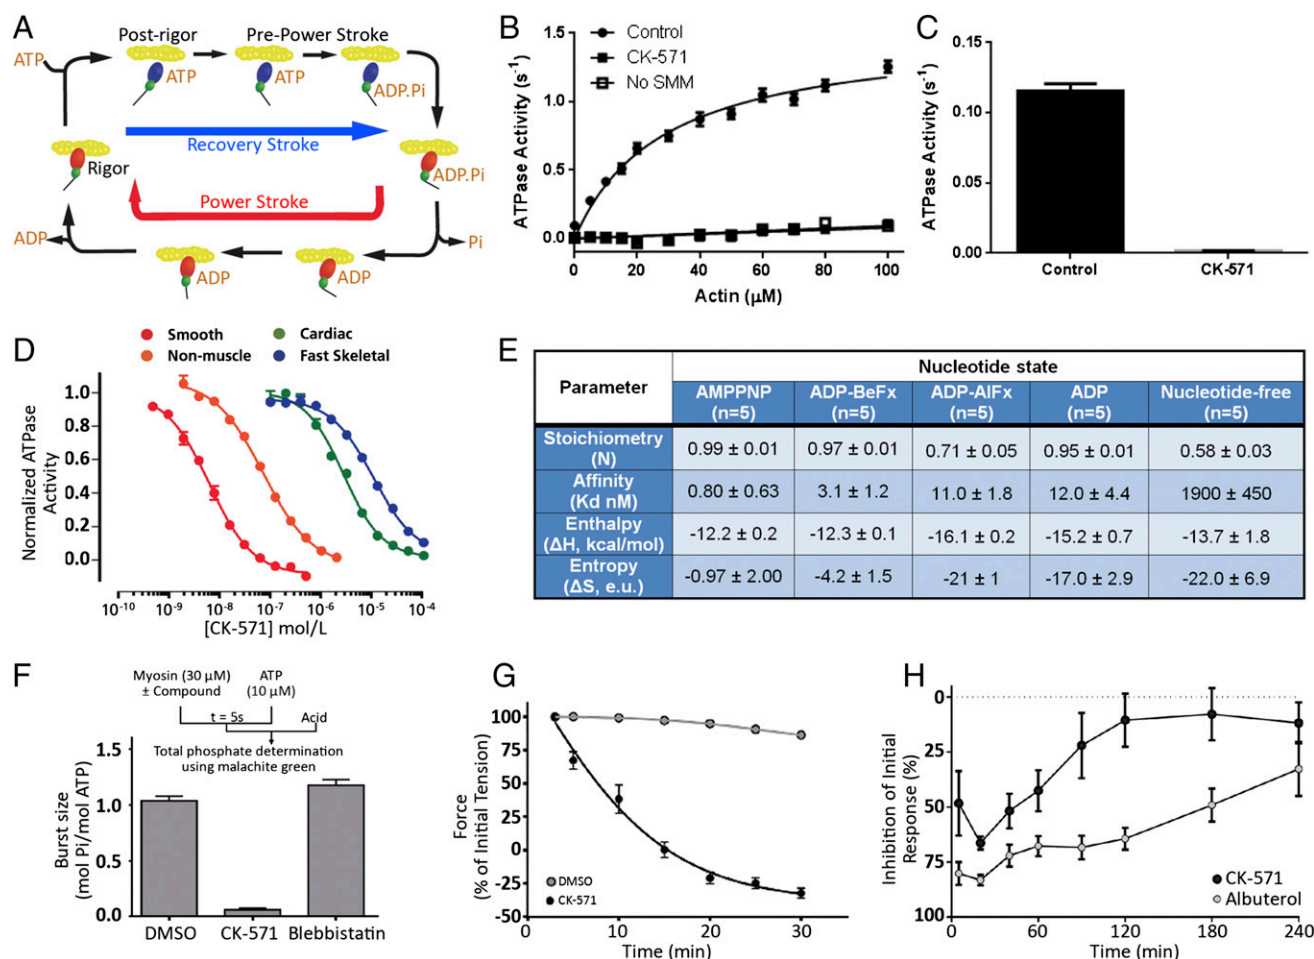 A
Post-rigor
Pre-Power Stroke
ATP
ATP
ATP
ADP.Pi
Recovery Stroke
Rigor
ADP.Pi
Power Stroke
ADP
Pi
ADP
ADP
B
Control
CK-571
No SMM
1.5
1.0
0.5
0.0
ATPase Activity (s⁻¹)
0 20 40 60 80 100
Actin (μM)
C
0.15
0.10
0.05
0.00
ATPase Activity (s⁻¹)
Control CK-571
D
Smooth
Cardiac
Non-muscle
Fast Skeletal
1.0
0.8
0.6
0.4
0.2
0.0
Normalized ATPase
Activity
10⁻¹⁰ 10⁻⁹ 10⁻⁸ 10⁻⁷ 10⁻⁶ 10⁻⁵ 10⁻⁴
[CK-571] mol/L
E
Parameter
Nucleotide state
AMPPNP ADP-BeFx ADP-AlFx ADP Nucleotide-free
(n=5) (n=5) (n=5) (n=5) (n=5)
Stoichiometry
(N)
0.99 ± 0.01 0.97 ± 0.01 0.71 ± 0.05 0.95 ± 0.01 0.58 ± 0.03
Affinity
(Kd nM)
0.80 ± 0.63 3.1 ± 1.2 11.0 ± 1.8 12.0 ± 4.4 1900 ± 450
Enthalpy
(ΔH, kcal/mol)
-12.2 ± 0.2 -12.3 ± 0.1 -16.1 ± 0.2 -15.2 ± 0.7 -13.7 ± 1.8
Entropy
(ΔS, e.u.)
-0.97 ± 2.00 -4.2 ± 1.5 -21 ± 1 -17.0 ± 2.9 -22.0 ± 6.9
F
Myosin (30 μM)
± Compound
ATP
(10 μM)
t = 5s
Acid
Total phosphate determination
using malachite green
1.5
1.0
0.5
0.0
Burst size
(mol Pi/mol ATP)
DMSO CK-571 Blebbistatin
G
100
75
50
25
0
-25
-50
Force
(% of Initial Tension)
DMSO
CK-571
10 20 30
Time (min)
H
0
25
50
75
100
Inhibition of Initial
Response (%)
CK-571
Albuterol
0 60 120 180 240
Time (min)